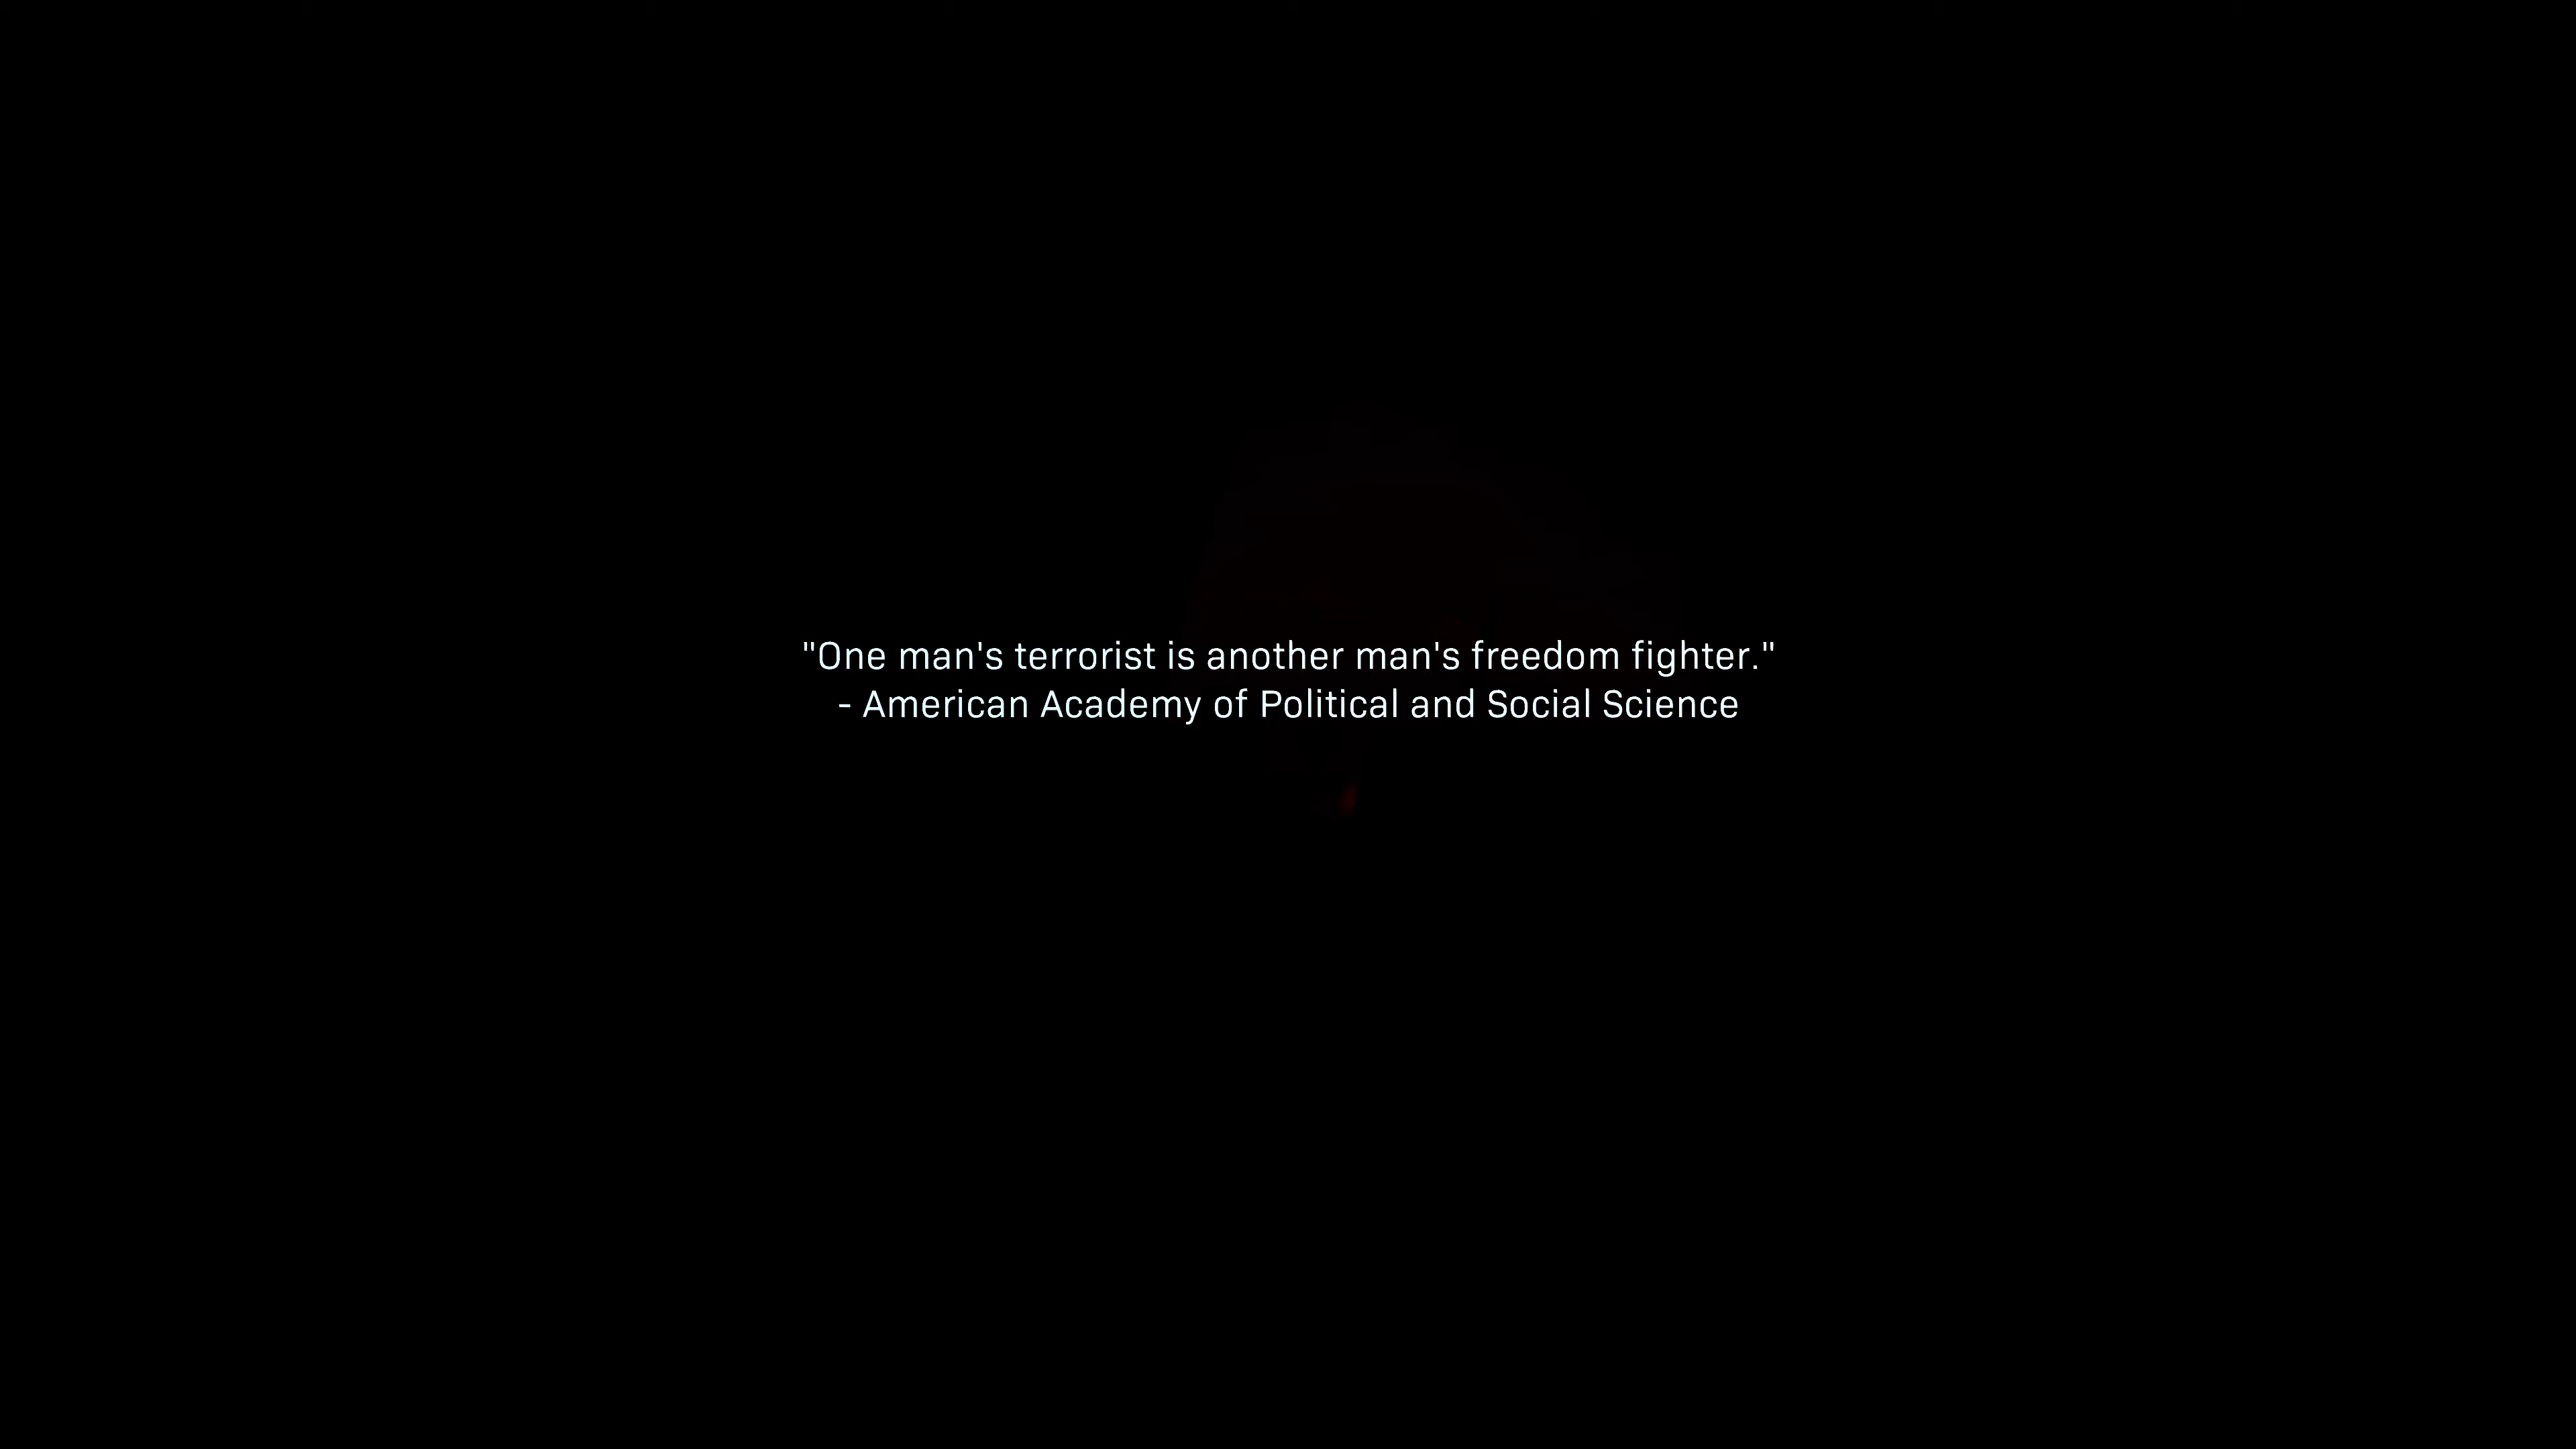 "One man's terrorist is another man's freedom fighter."
- American Academy of Political and Social Science